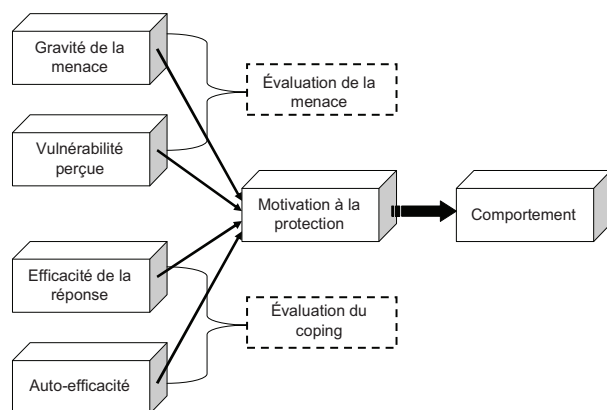 Gravité de la
menace
Évaluation de la
menace
Vulnérabilité
perçue
Motivation à la
protection
Comportement
Efficacité de la
réponse
Évaluation du
coping
Auto-efficacité